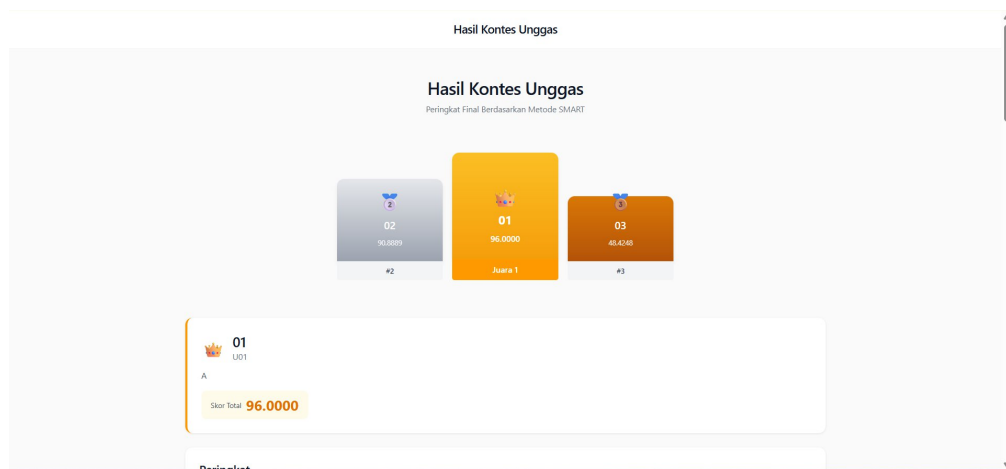 Hasil Kontes Unggas
Hasil Kontes Unggas
Peringkat Final Berdasarkan Metode SMART
2
02
90.8889
#2
01
96.0000
Juara 1
3
03
48.4248
#3
01
U01
A
Skor Total 96.0000
Peringkat